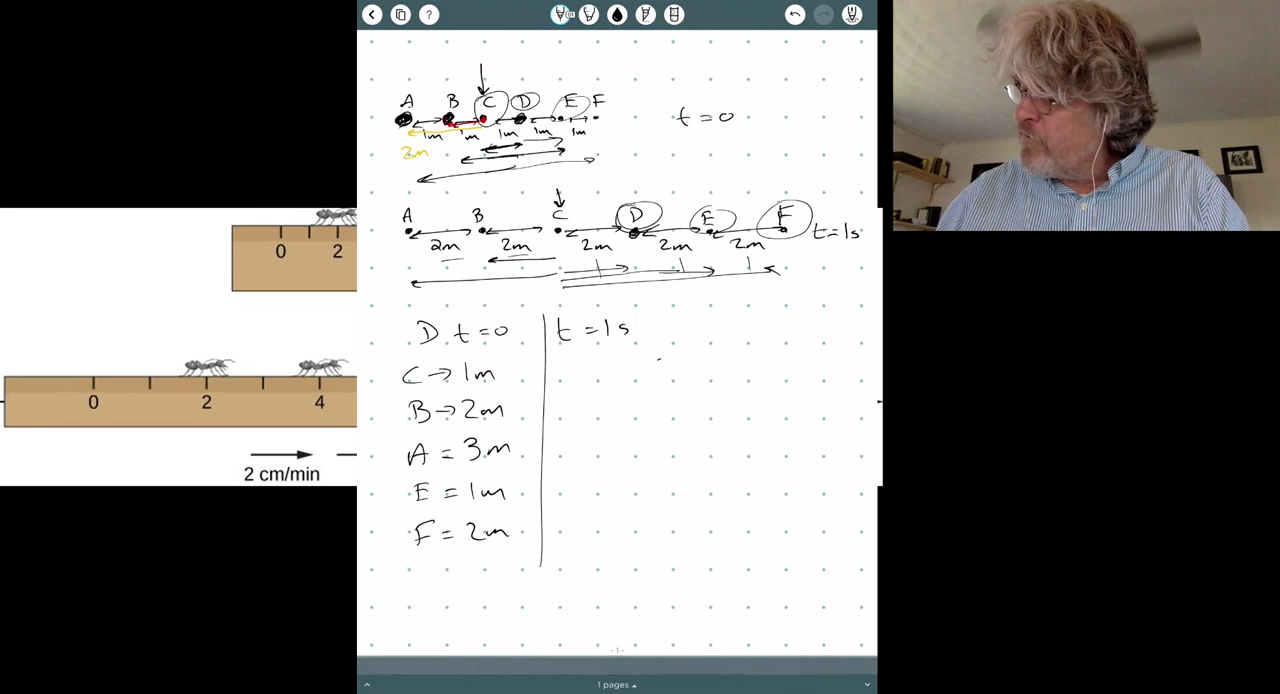 ?
A B C D E F
1m 1m 1m 1m 1m
t = 0
2m
A B C D E F
2m 2m 2m 2m 2m
t = 1s
D t = 0
t = 1s
C → 1m
B → 2m
A = 3m
E = 1m
F = 2m
0 2
0 2 4
2 cm/min
- 1 -
1 pages